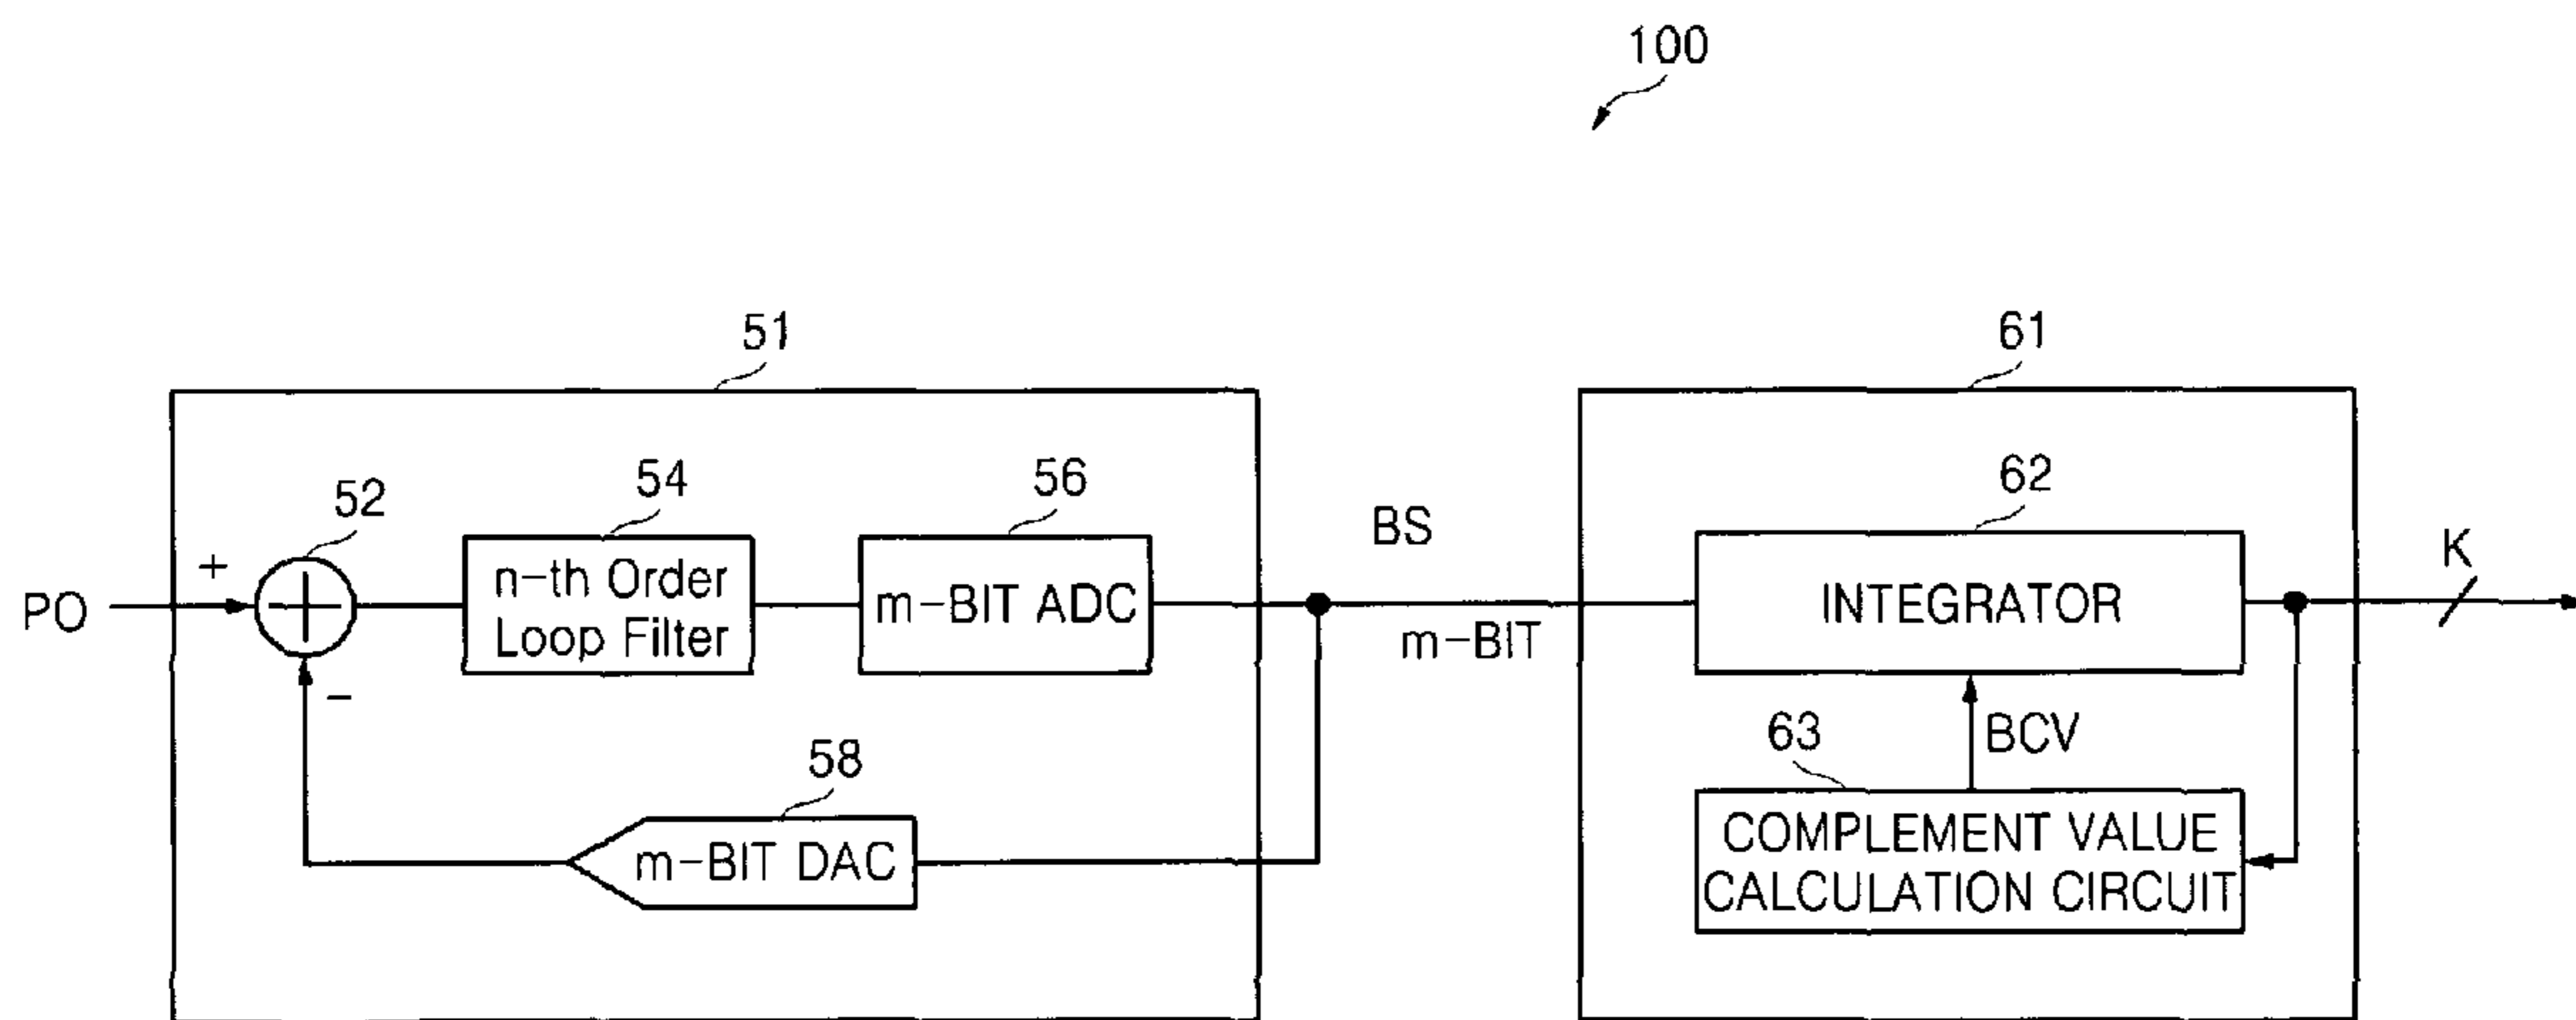 100
51
61
52
54
56
62
+
PO
n-th Order
Loop Filter
m-BIT ADC
BS
m-BIT
INTEGRATOR
K
-
58
m-BIT DAC
63
BCV
COMPLEMENT VALUE
CALCULATION CIRCUIT